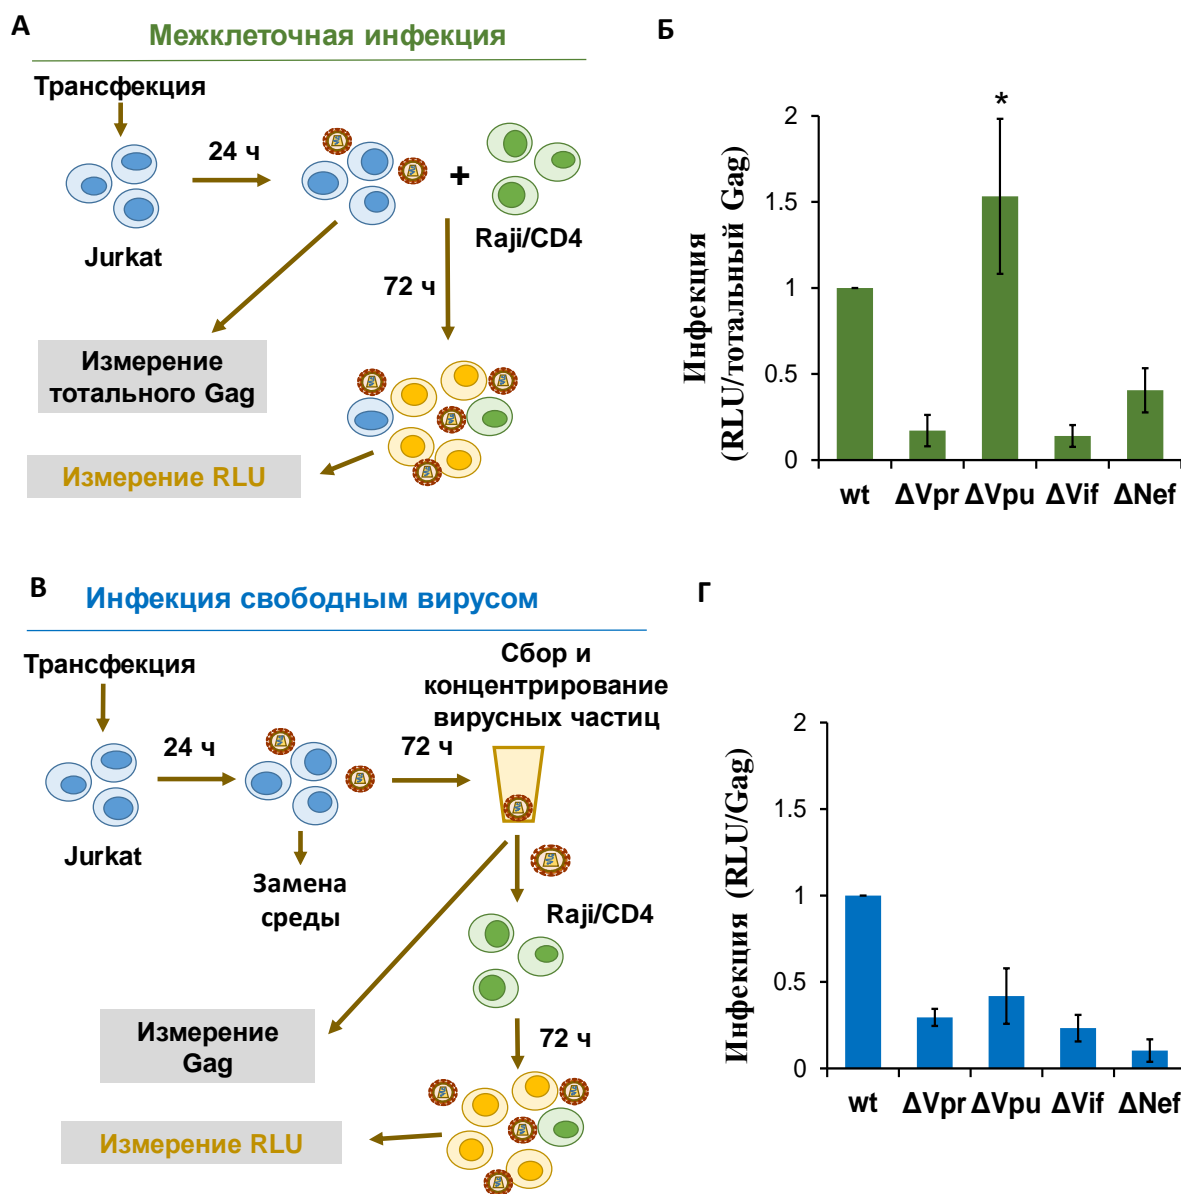 А
Межклеточная инфекция
Трансфекция
24 ч
+
Jurkat
Raji/CD4
72 ч
Измерение
тотального Gag
Измерение RLU
Б
Инфекция
(RLU/тотальный Gag)
2
1.5
1
0.5
0
*
wt ΔVpr ΔVpu ΔVif ΔNef
В
Инфекция свободным вирусом
Трансфекция
24 ч
72 ч
Сбор и
концентрирование
вирусных частиц
Jurkat
Замена
среды
Raji/CD4
Измерение
Gag
72 ч
Измерение RLU
Г
Инфекция (RLU/Gag)
2
1.5
1
0.5
0
wt ΔVpr ΔVpu ΔVif ΔNef